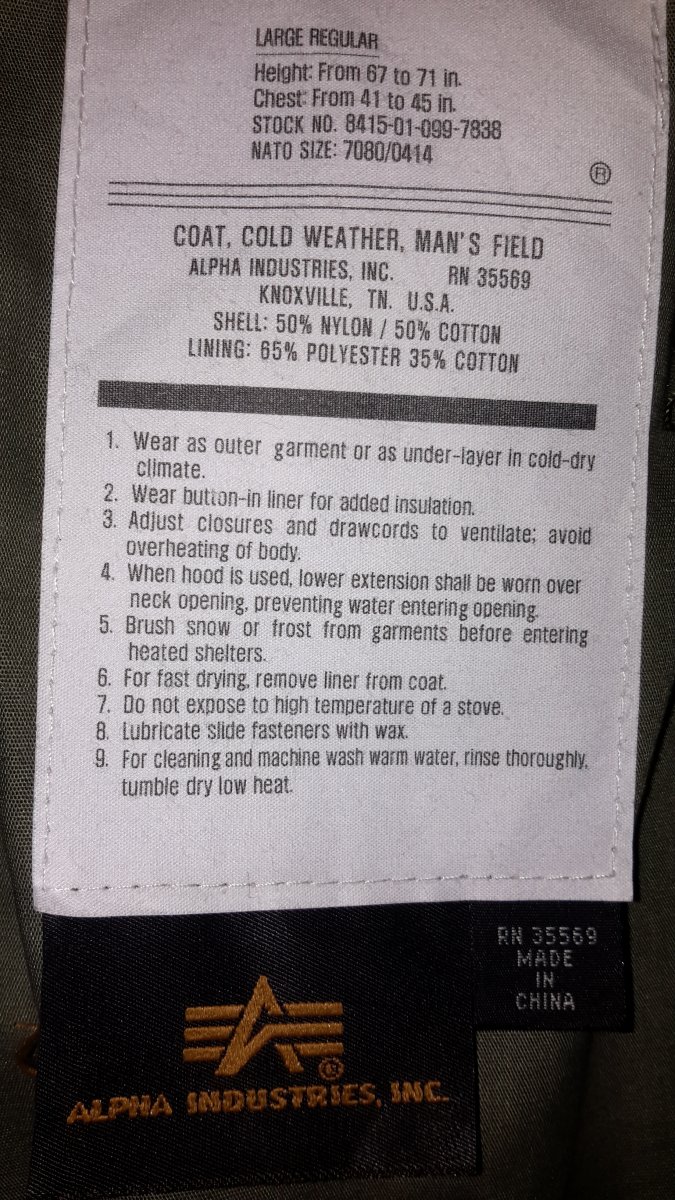 LARGE REGULAR
Height: From 67 to 71 in.
Chest: From 41 to 45 in.
STOCK NO. 8415-01-099-7838
NATO SIZE: 7080/0414
®
COAT, COLD WEATHER, MAN'S FIELD
ALPHA INDUSTRIES, INC. RN 35569
KNOXVILLE, TN. U.S.A.
SHELL: 50% NYLON / 50% COTTON
LINING: 65% POLYESTER 35% COTTON
1. Wear as outer garment or as under-layer in cold-dry
climate.
2. Wear button-in liner for added insulation.
3. Adjust closures and drawcords to ventilate; avoid
overheating of body.
4. When hood is used, lower extension shall be worn over
neck opening, preventing water entering opening.
5. Brush snow or frost from garments before entering
heated shelters.
6. For fast drying, remove liner from coat.
7. Do not expose to high temperature of a stove.
8. Lubricate slide fasteners with wax.
9. For cleaning and machine wash warm water, rinse thoroughly,
tumble dry low heat.
RN 35569
MADE
IN
CHINA
®
ALPHA INDUSTRIES, INC.